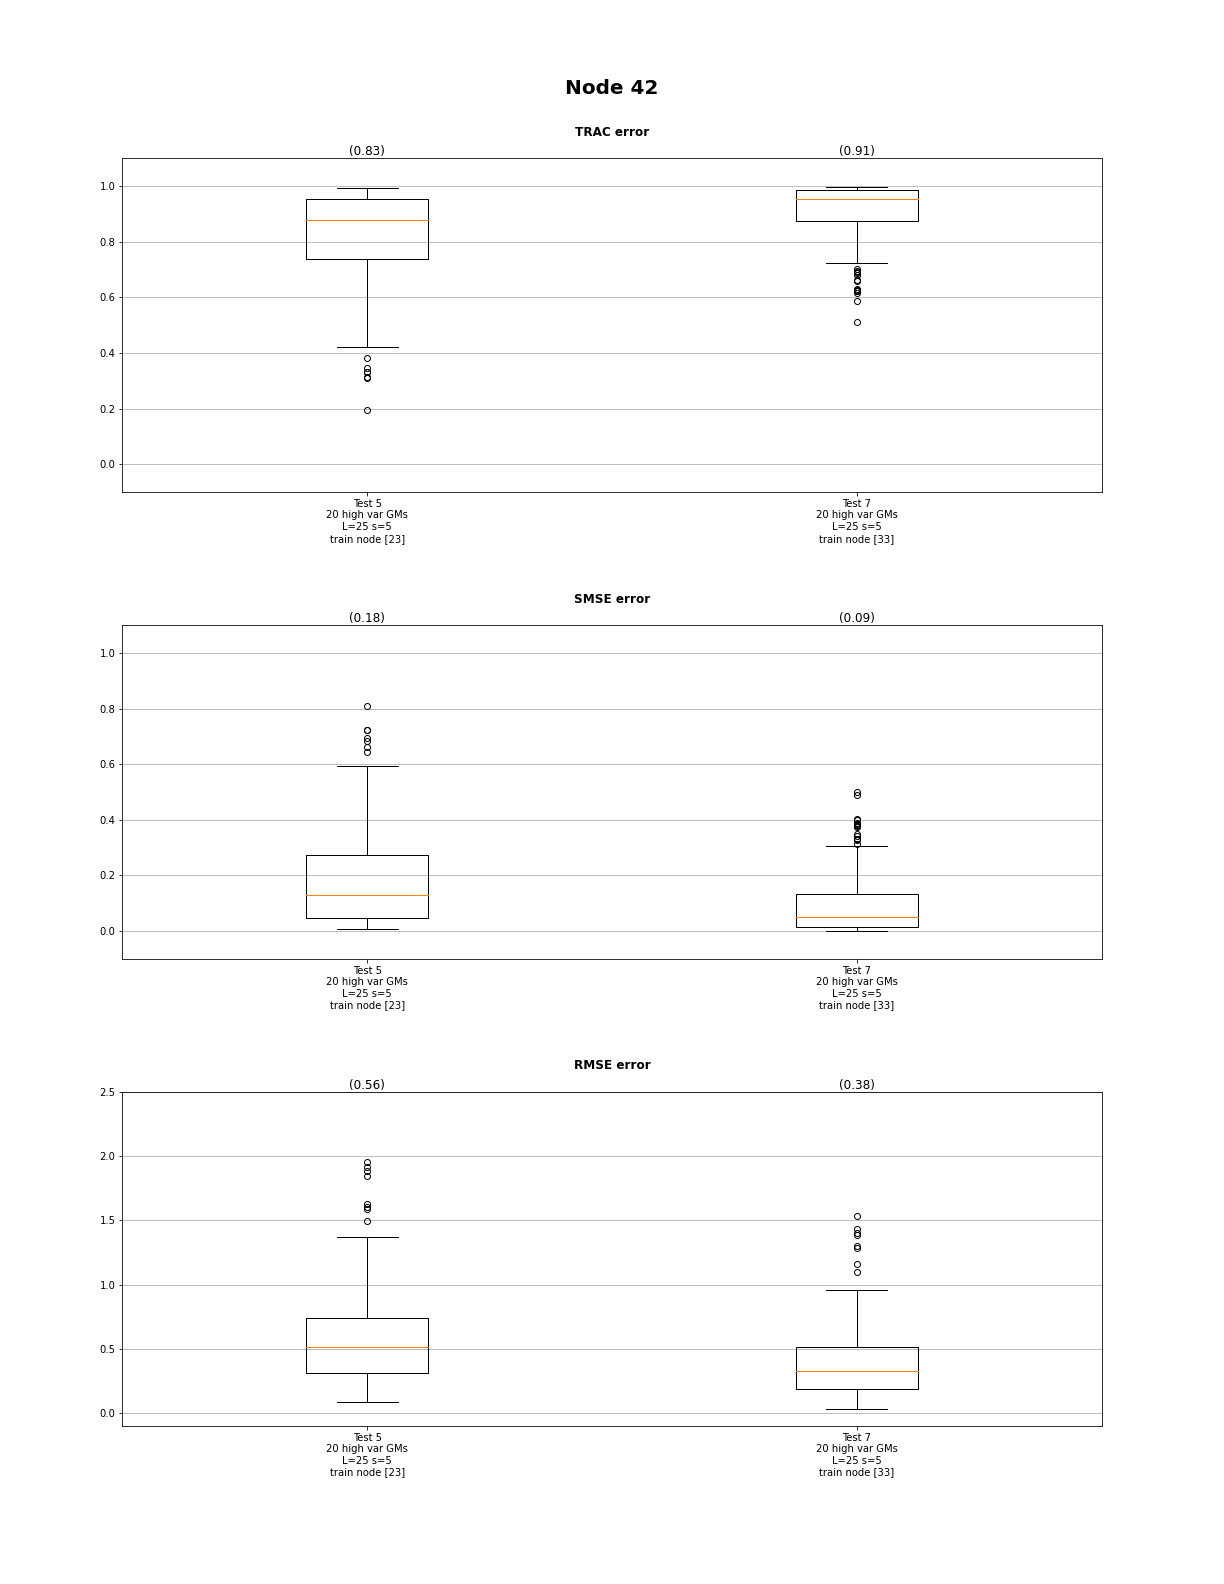 Node 42
TRAC error
(0.83) (0.91)
1.0
0.8
0.6
0.4
0.2
0.0
Test 5
20 high var GMs
L=25 s=5
train node [23]
Test 7
20 high var GMs
L=25 s=5
train node [33]
SMSE error
(0.18) (0.09)
1.0
0.8
0.6
0.4
0.2
0.0
Test 5
20 high var GMs
L=25 s=5
train node [23]
Test 7
20 high var GMs
L=25 s=5
train node [33]
RMSE error
(0.56) (0.38)
2.5
2.0
1.5
1.0
0.5
0.0
Test 5
20 high var GMs
L=25 s=5
train node [23]
Test 7
20 high var GMs
L=25 s=5
train node [33]